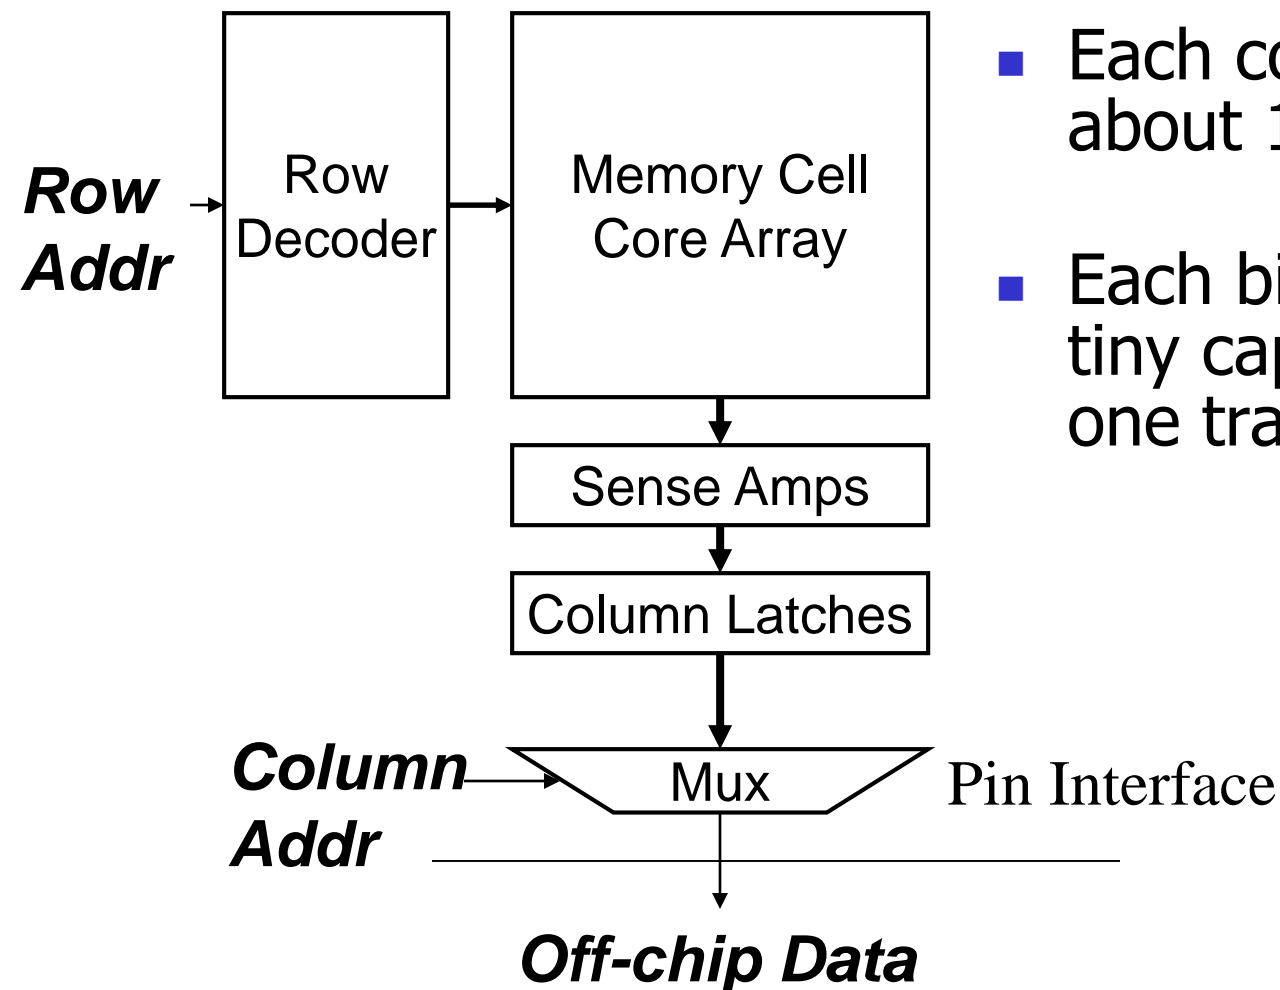 Row
Addr
Row
Decoder
Memory Cell
Core Array
Sense Amps
Column Latches
Column
Addr
Mux
Pin Interface
Off-chip Data
Each
about
Each
tiny
one